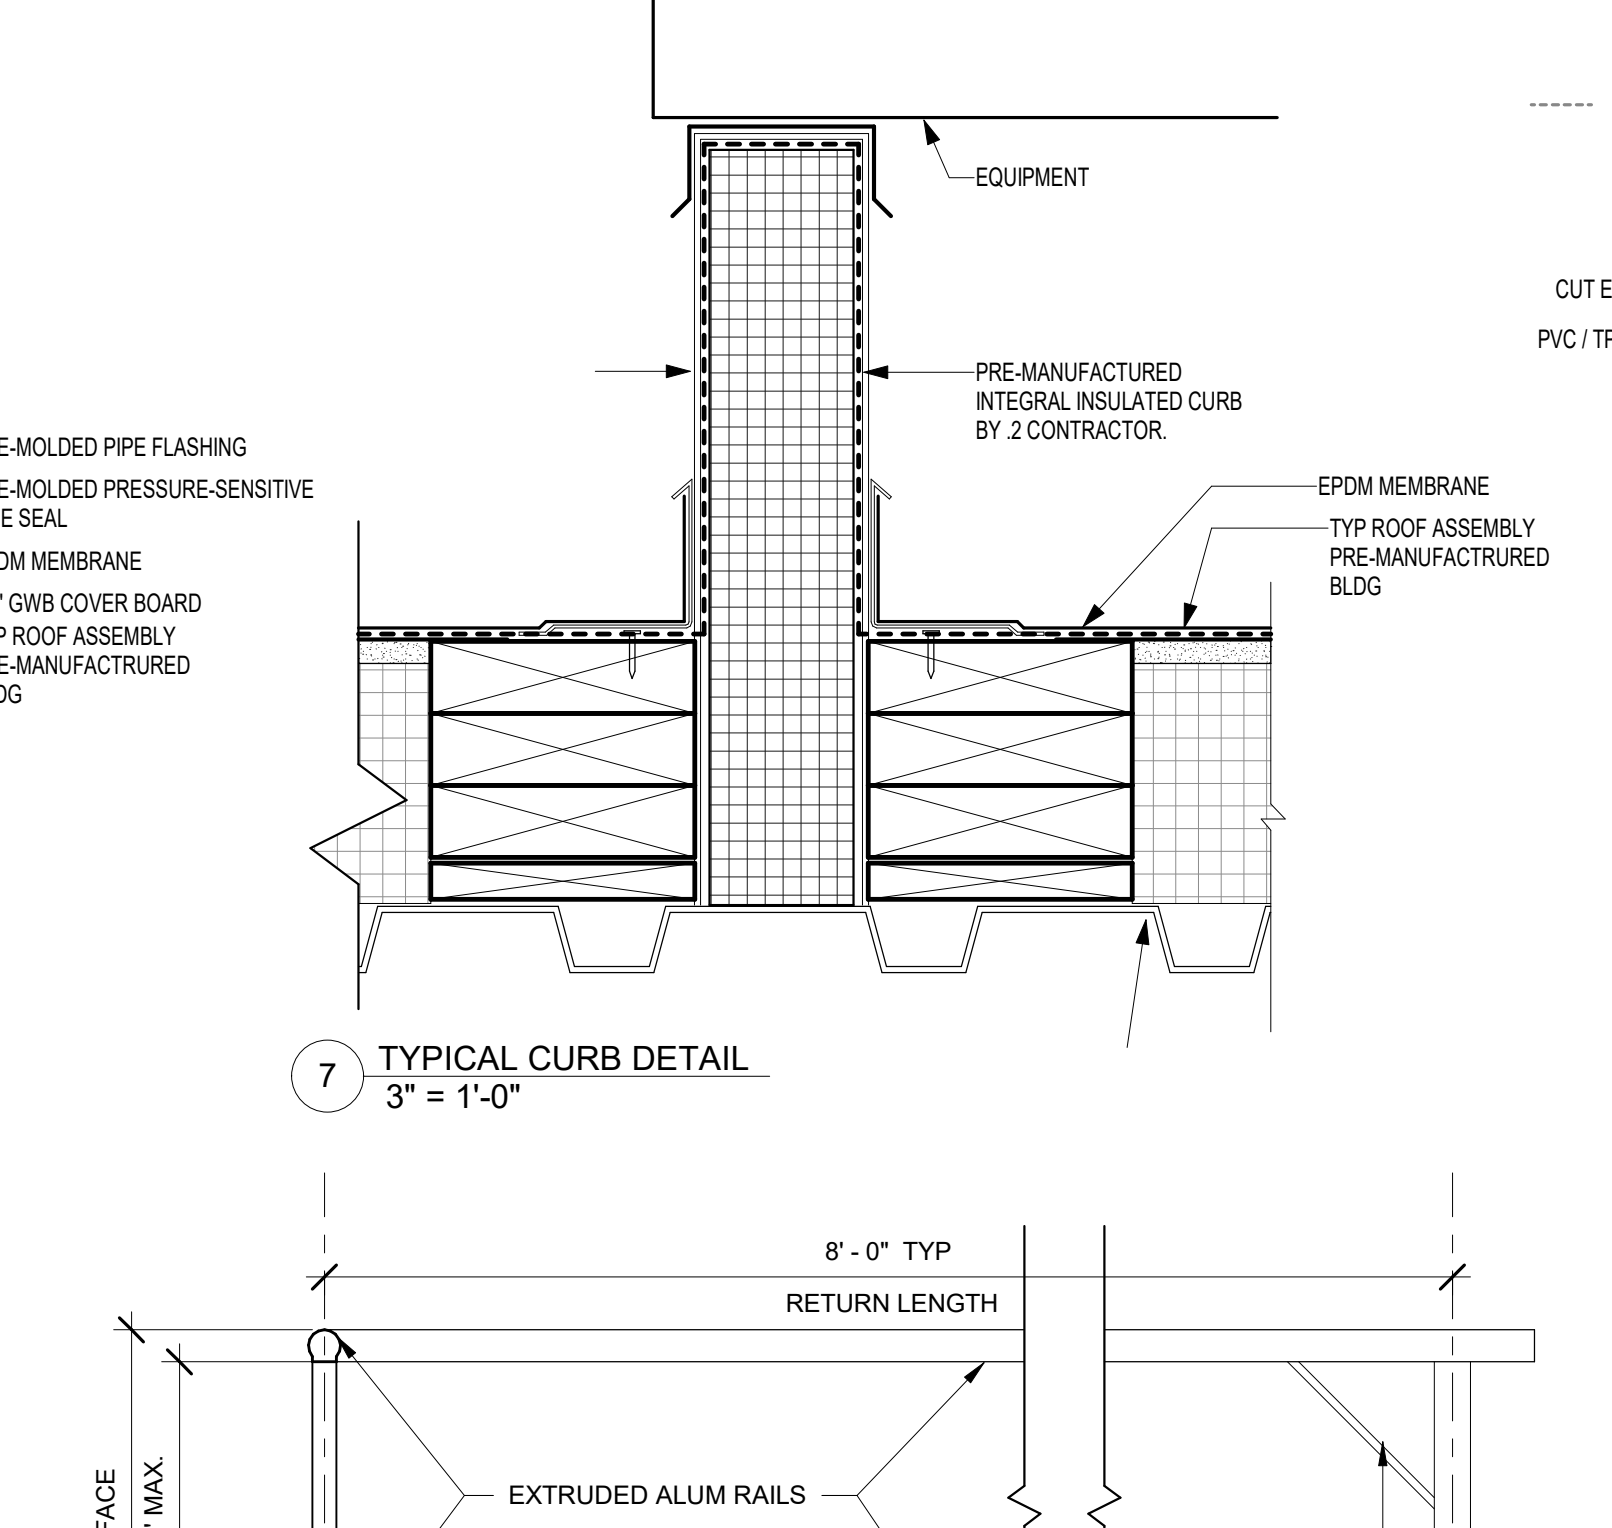 EQUIPMENT
CUT E
PVC / TP
PRE-MANUFACTURED
INTEGRAL INSULATED CURB
BY .2 CONTRACTOR.
E-MOLDED PIPE FLASHING
E-MOLDED PRESSURE-SENSITIVE
E SEAL
DM MEMBRANE
" GWB COVER BOARD
P ROOF ASSEMBLY
E-MANUFACTRURED
DG
EPDM MEMBRANE
TYP ROOF ASSEMBLY
PRE-MANUFACTRURED
BLDG
7 TYPICAL CURB DETAIL
3" = 1'-0"
8' - 0" TYP
RETURN LENGTH
EXTRUDED ALUM RAILS
FACE
" MAX.